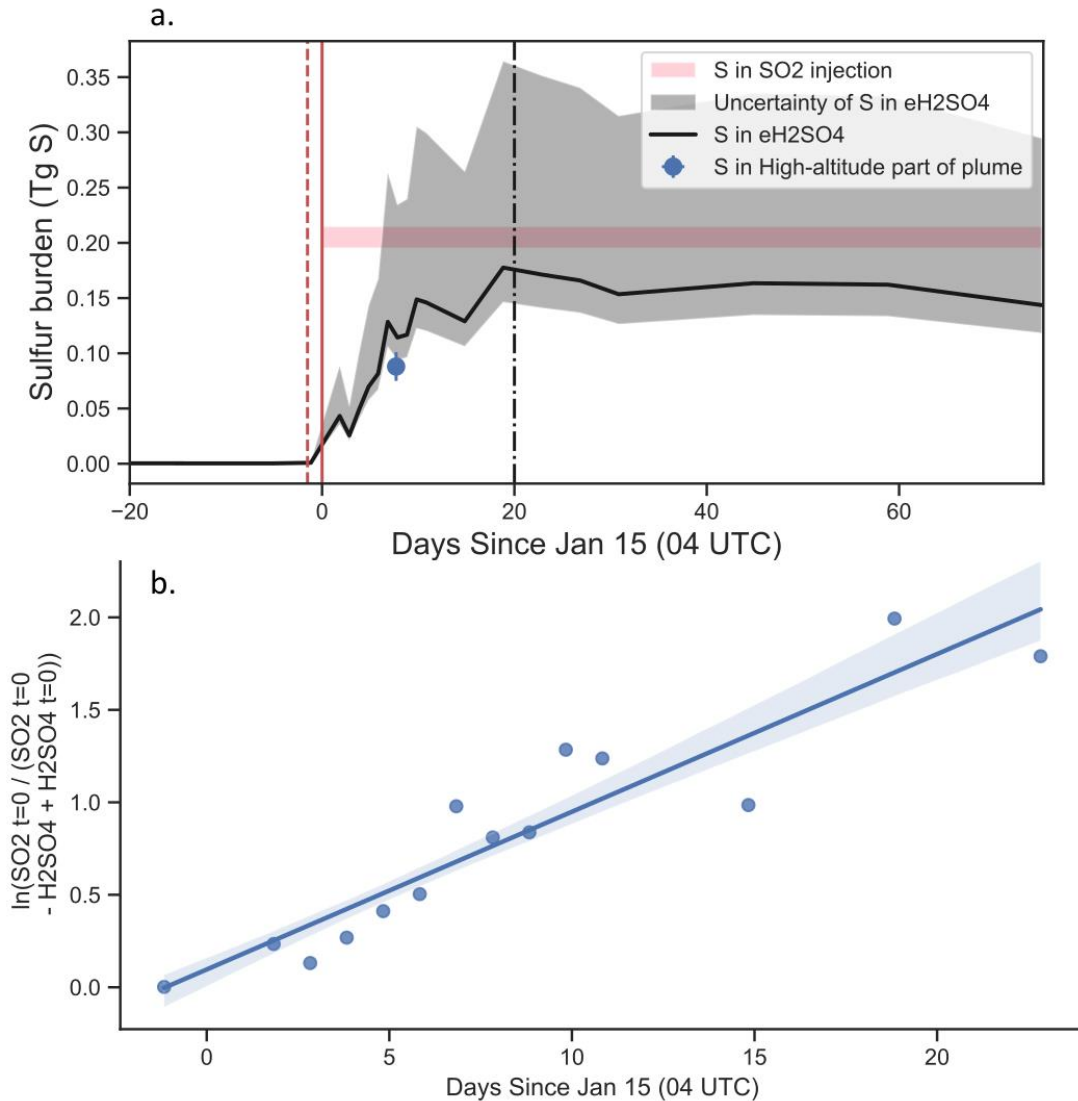 a.
Sulfur burden (Tg S)
0.35
0.30
0.25
0.20
0.15
0.10
0.05
0.00
S in SO2 injection
Uncertainty of S in eH2SO4
S in eH2SO4
S in High-altitude part of plume
−20
0
20
40
60
Days Since Jan 15 (04 UTC)
b.
ln(SO2 t=0 / (SO2 t=0
- H2SO4 + H2SO4 t=0))
2.0
1.5
1.0
0.5
0.0
0
5
10
15
20
Days Since Jan 15 (04 UTC)